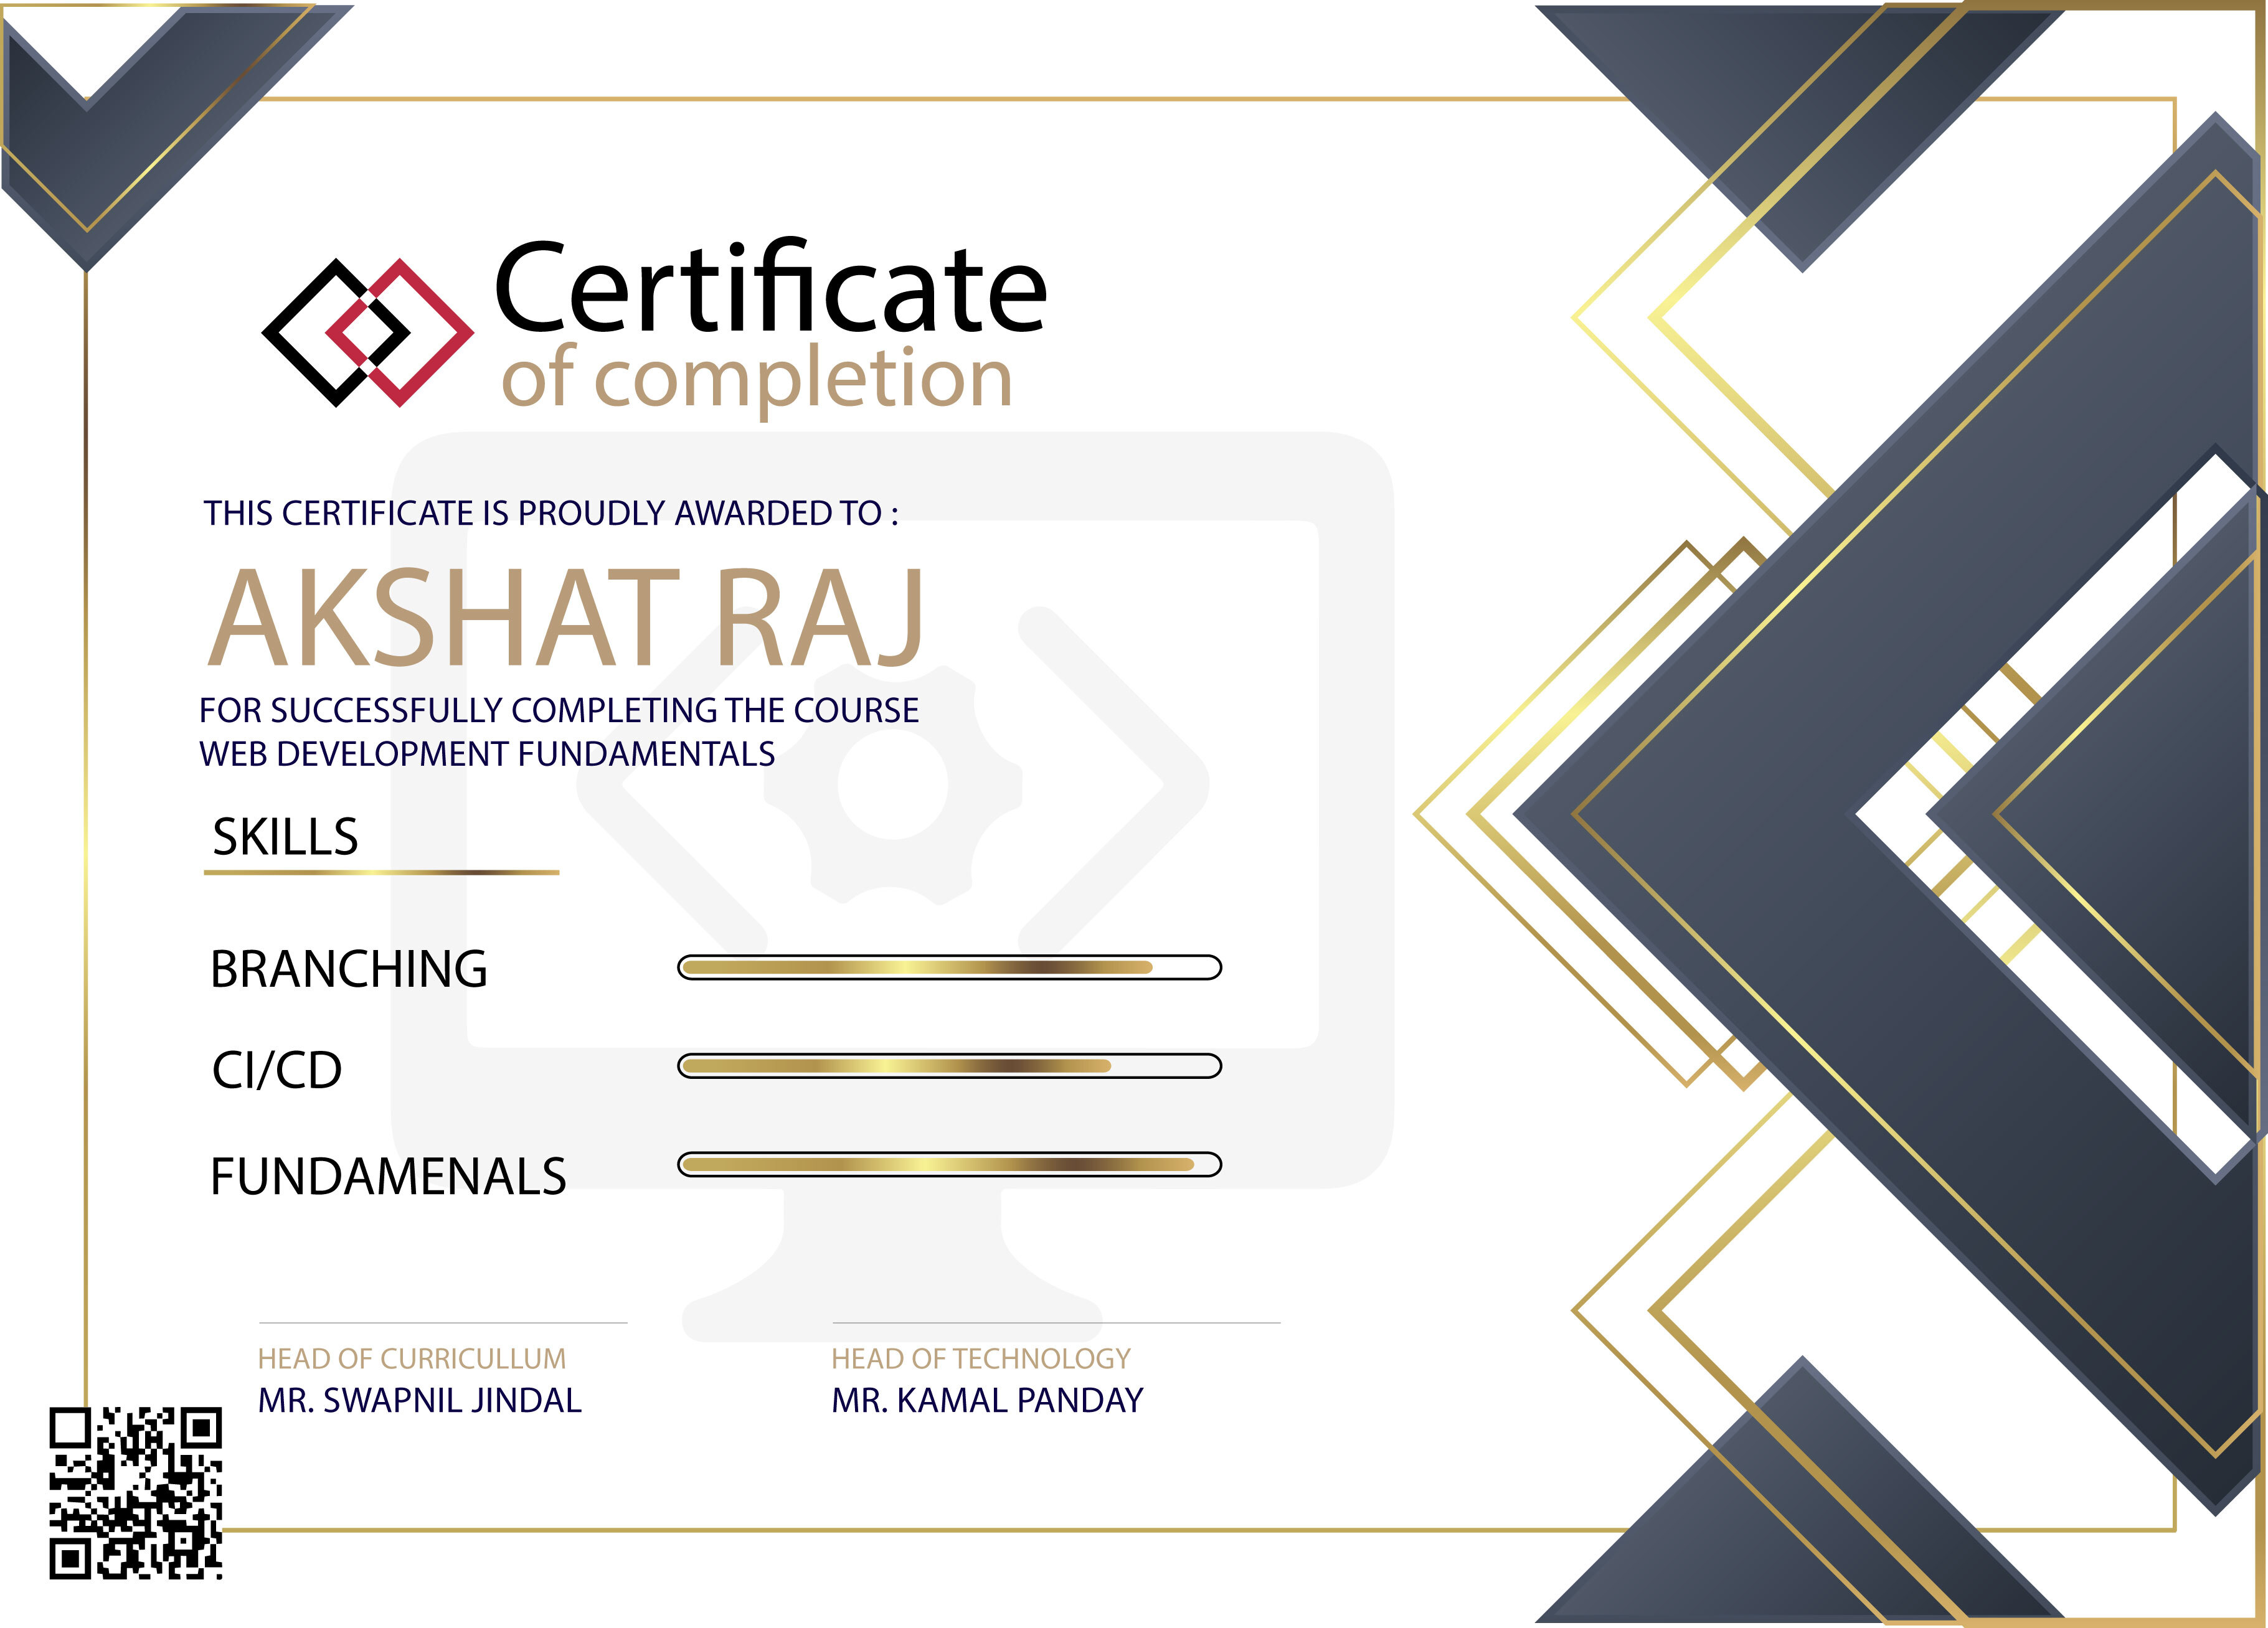 Certificate
of completion
THIS CERTIFICATE IS PROUDLY AWARDED TO :
AKSHAT RAJ
FOR SUCCESSFULLY COMPLETING THE COURSE
WEB DEVELOPMENT FUNDAMENTALS
SKILLS
BRANCHING
CI/CD
FUNDAMENALS
HEAD OF CURRICULLUM
MR. SWAPNIL JINDAL
HEAD OF TECHNOLOGY
MR. KAMAL PANDAY